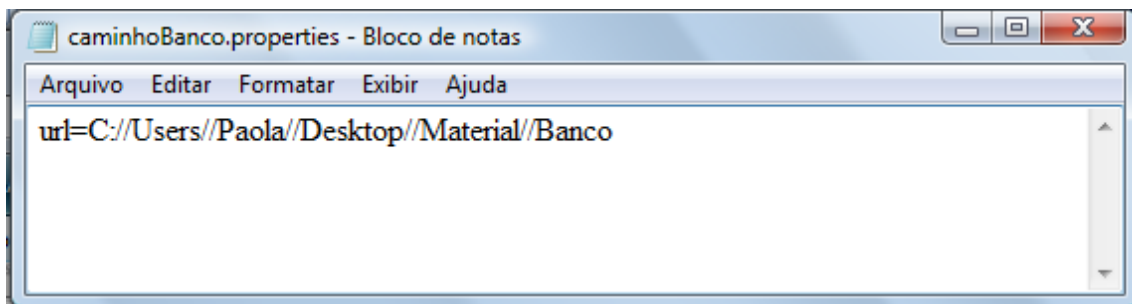 caminhoBanco.properties - Bloco de notas
Arquivo Editar Formatar Exibir Ajuda
url=C://Users//Paola//Desktop//Material//Banco